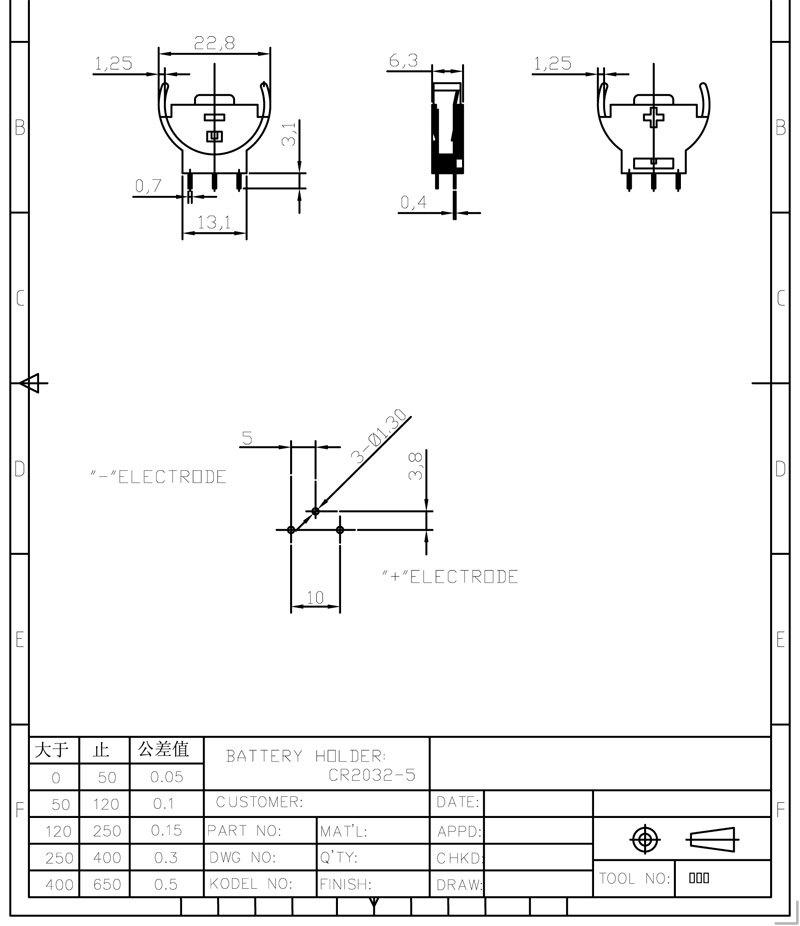 22,8
1,25
6,3
1,25
B
B
3,1
0,7
0,4
13,1
C
C
3-Ø1.30
5
3,8
D
D
"-"ELECTRODE
"+"ELECTRODE
10
E
E
大于 止 公差值
BATTERY HOLDER:
CR2032-5
0 50 0.05
50 120 0.1 CUSTOMER: DATE:
F
F
120 250 0.15 PART NO: MAT'L: APPD:
250 400 0.3 DWG NO: Q'TY: CHKD:
400 650 0.5 KODEL NO: FINISH: DRAW: TOOL NO: